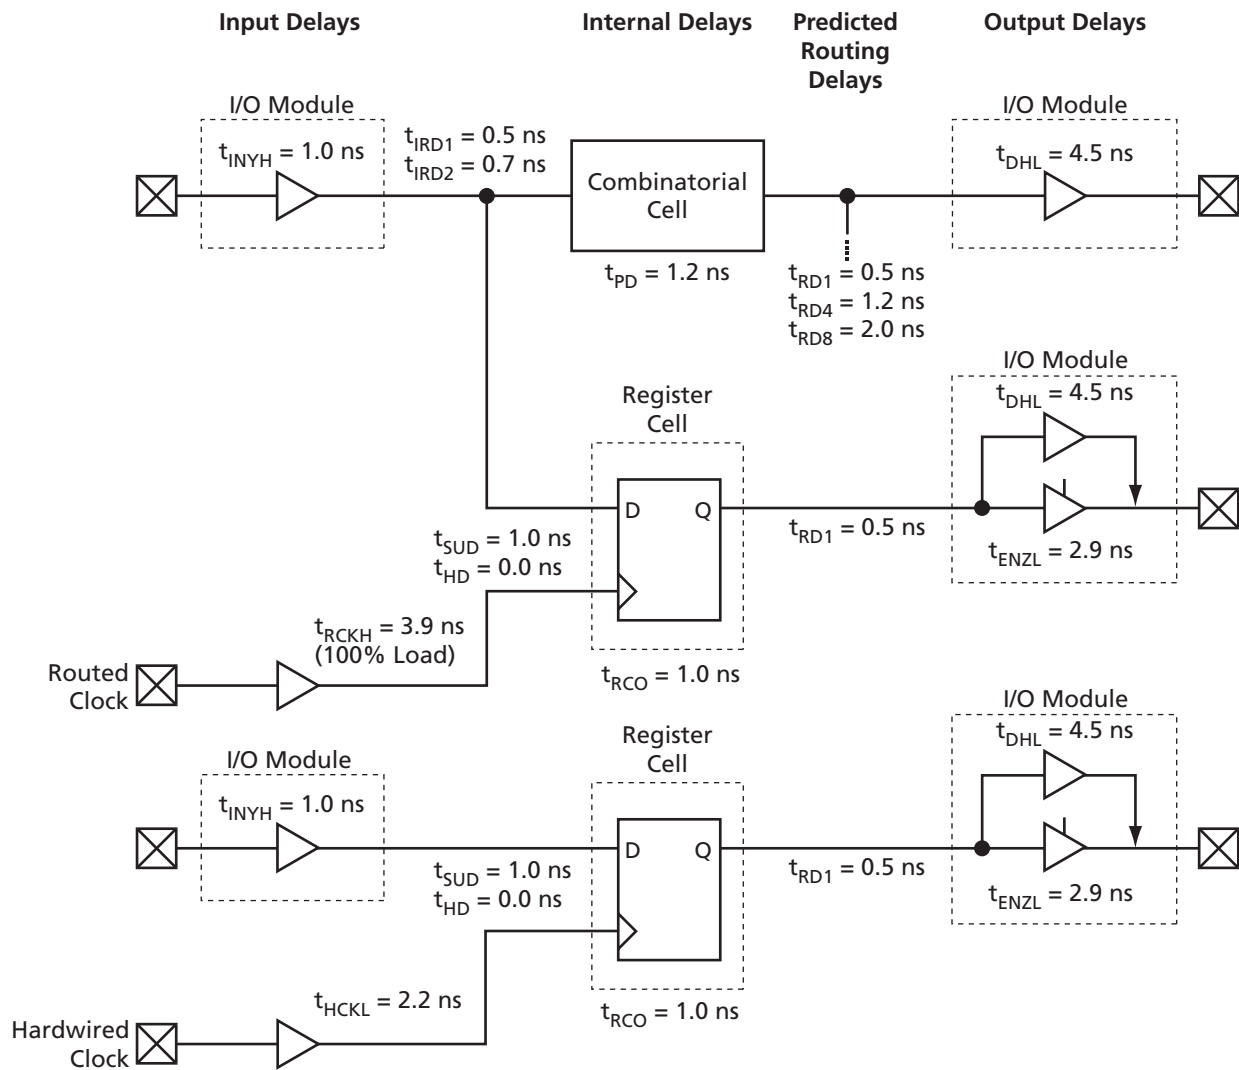 Input Delays
Internal Delays
Predicted
Routing
Delays
Output Delays
I/O Module
tINYH = 1.0 ns
tIRD1 = 0.5 ns
tIRD2 = 0.7 ns
Combinatorial
Cell
tPD = 1.2 ns
tRD1 = 0.5 ns
tRD4 = 1.2 ns
tRD8 = 2.0 ns
I/O Module
tDHL = 4.5 ns
Register
Cell
D Q
tSUD = 1.0 ns
tHD = 0.0 ns
tRCKH = 3.9 ns
(100% Load)
Routed
Clock
tRCO = 1.0 ns
tRD1 = 0.5 ns
I/O Module
tDHL = 4.5 ns
tENZL = 2.9 ns
I/O Module
tINYH = 1.0 ns
Register
Cell
D Q
tSUD = 1.0 ns
tHD = 0.0 ns
tHCKL = 2.2 ns
Hardwired
Clock
tRCO = 1.0 ns
tRD1 = 0.5 ns
I/O Module
tDHL = 4.5 ns
tENZL = 2.9 ns